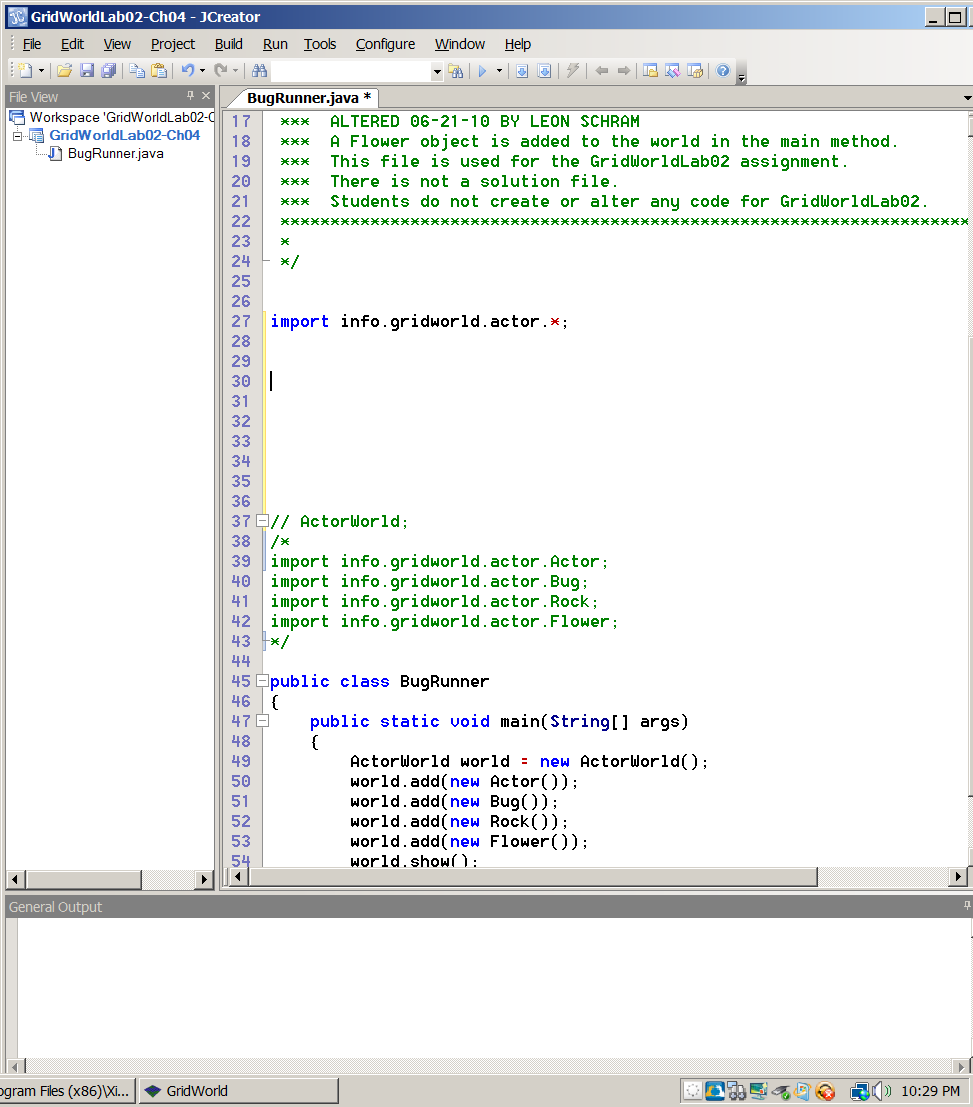 GridWorldLab02-Ch04 - JCreator
File Edit View Project Build Run Tools Configure Window Help
File View
Workspace 'GridWorldLab02-C
GridWorldLab02-Ch04
BugRunner.java
BugRunner.java *
17 *** ALTERED 06-21-10 BY LEON SCHRAM
18 *** A Flower object is added to the world in the main method.
19 *** This file is used for the GridWorldLab02 assignment.
20 *** There is not a solution file.
21 *** Students do not create or alter any code for GridWorldLab02.
22 *********************************************************************
23 *
24 */
25
26
27 import info.gridworld.actor.*;
28
29
30
31
32
33
34
35
36
37 // ActorWorld;
38 /*
39 import info.gridworld.actor.Actor;
40 import info.gridworld.actor.Bug;
41 import info.gridworld.actor.Rock;
42 import info.gridworld.actor.Flower;
43 */
44
45 public class BugRunner
46 {
47 public static void main(String[] args)
48 {
49 ActorWorld world = new ActorWorld();
50 world.add(new Actor());
51 world.add(new Bug());
52 world.add(new Rock());
53 world.add(new Flower());
54 world.show();
General Output
ogram Files (x86)\Xi... GridWorld 10:29 PM